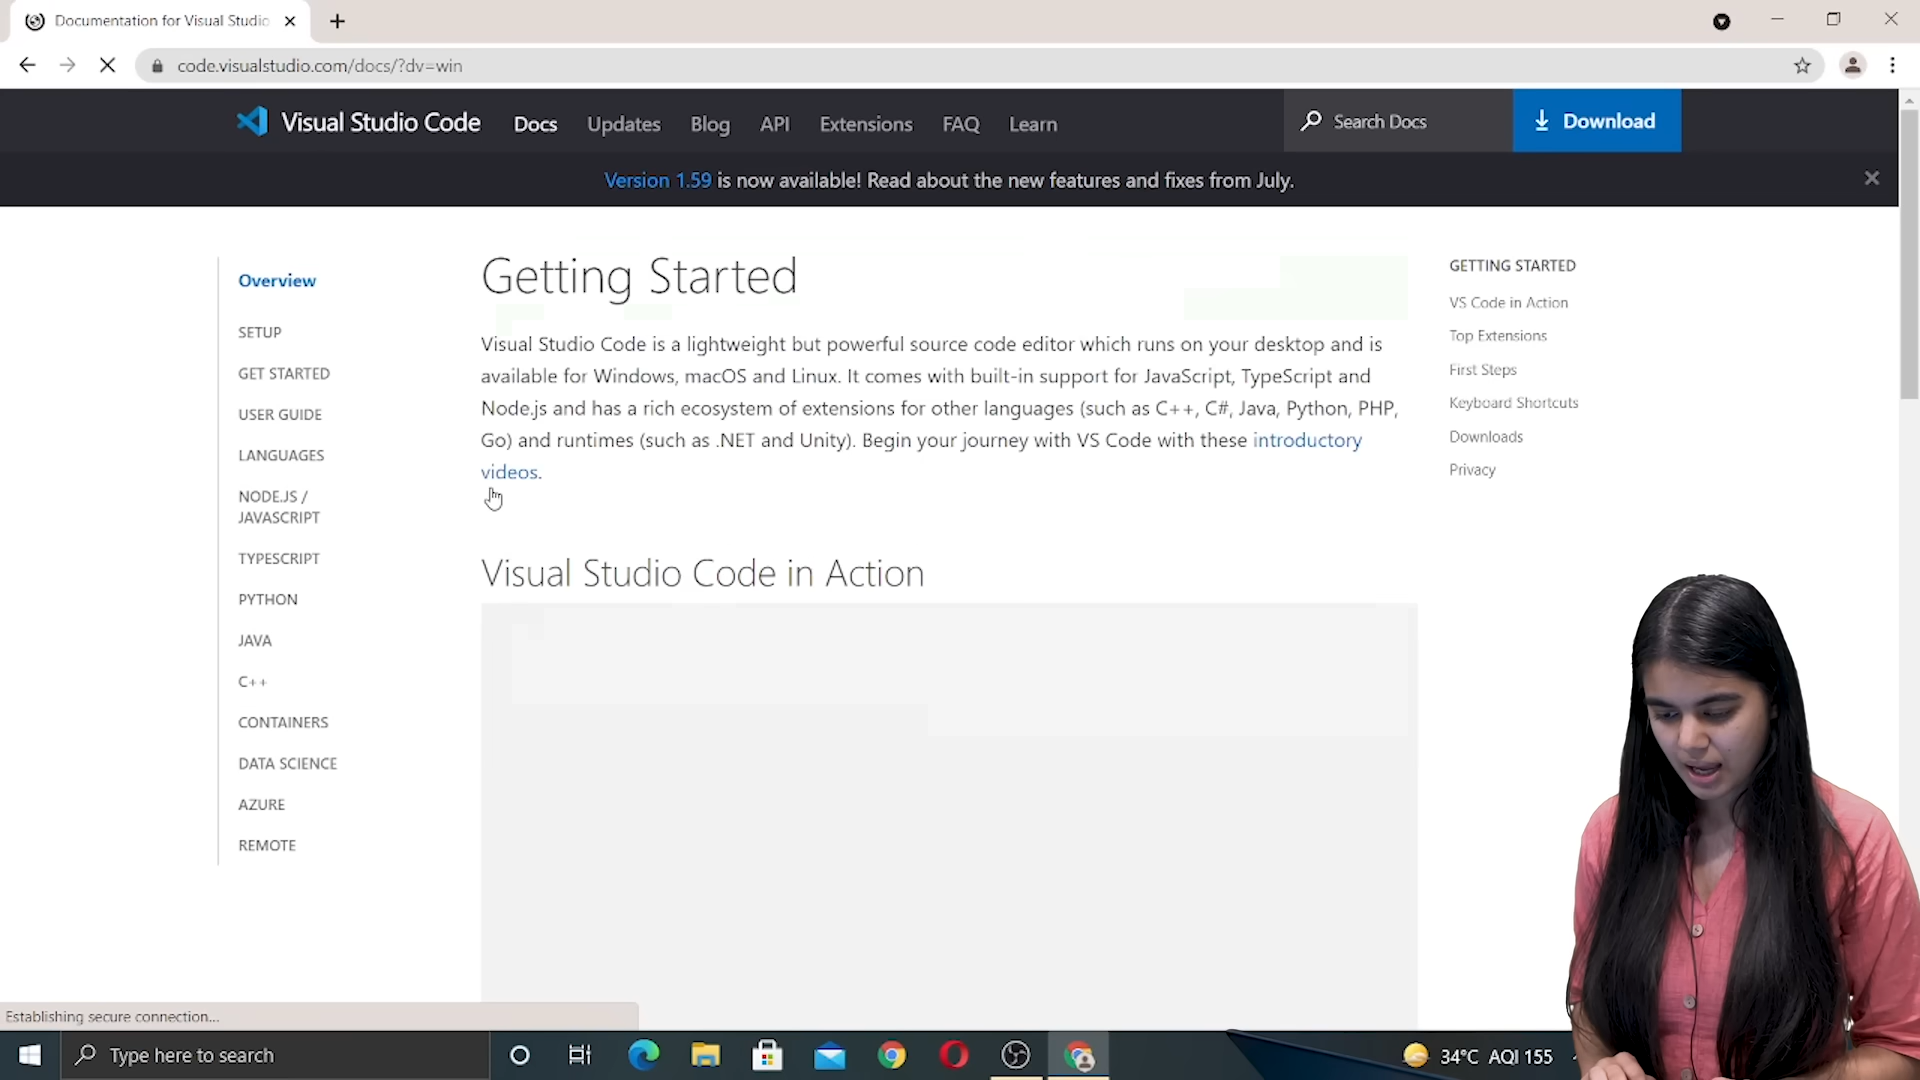 Documentation for Visual Studio
code.visualstudio.com/docs/?dv=win
Visual Studio Code
Docs
Updates
Blog
API
Extensions
FAQ
Learn
Search Docs
Download
Version 1.59 is now available! Read about the new features and fixes from July.
Overview
SETUP
GET STARTED
USER GUIDE
LANGUAGES
NODE.JS /
JAVASCRIPT
TYPESCRIPT
PYTHON
JAVA
C++
CONTAINERS
DATA SCIENCE
AZURE
REMOTE
Getting Started
Visual Studio Code is a lightweight but powerful source code editor which runs on your desktop and is
available for Windows, macOS and Linux. It comes with built-in support for JavaScript, TypeScript and
Node.js and has a rich ecosystem of extensions for other languages (such as C++, C#, Java, Python, PHP,
Go) and runtimes (such as .NET and Unity). Begin your journey with VS Code with these introductory
videos.
Visual Studio Code in Action
GETTING STARTED
VS Code in Action
Top Extensions
First Steps
Keyboard Shortcuts
Downloads
Privacy
Establishing secure connection...
Type here to search
34°C AQI 155